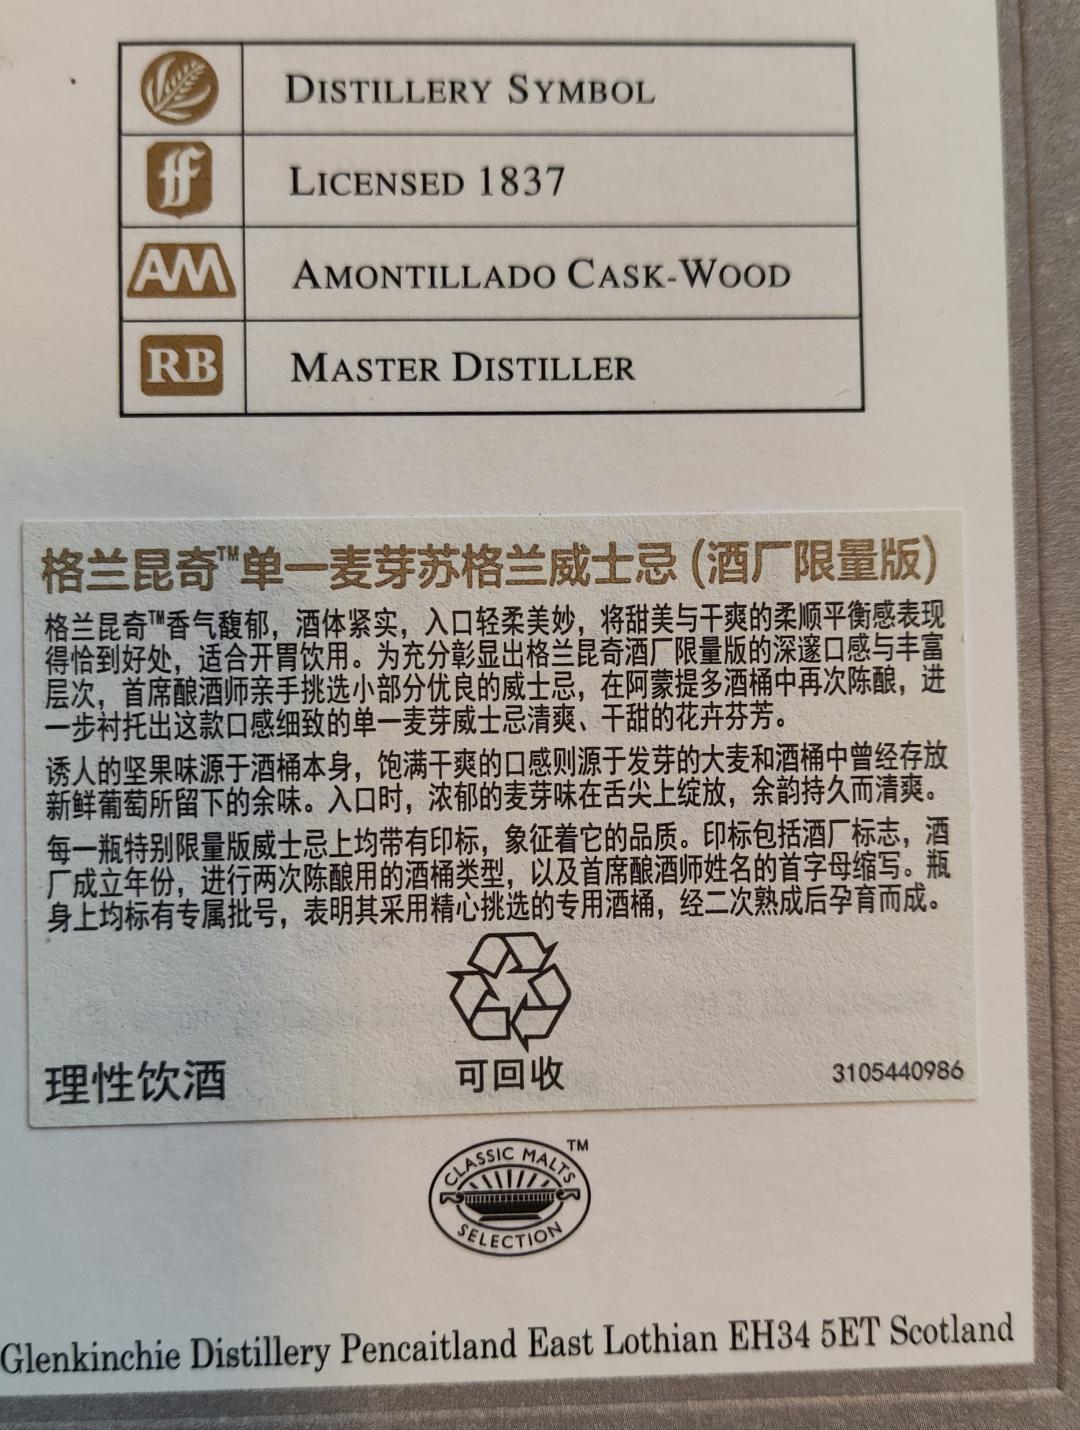 DISTILLERY SYMBOL
ff
LICENSED 1837
AM
AMONTILLADO CASK-WOOD
RB
MASTER DISTILLER
格兰昆奇™单一麦芽苏格兰威士忌(酒厂限量版)
格兰昆奇™香气馥郁，酒体紧实，入口轻柔美妙，将甜美与干爽的柔顺平衡感表现
得恰到好处，适合开胃饮用。为充分彰显出格兰昆奇酒厂限量版的深邃口感与丰富
层次，首席酿酒师亲手挑选小部分优良的威士忌，在阿蒙提多酒桶中再次陈酿，进
一步衬托出这款口感细致的单一麦芽威士忌清爽、干甜的花卉芬芳。
诱人的坚果味源于酒桶本身，饱满干爽的口感则源于发芽的大麦和酒桶中曾经存放
新鲜葡萄所留下的余味。入口时，浓郁的麦芽味在舌尖上绽放，余韵持久而清爽。
每一瓶特别限量版威士忌上均带有印标，象征着它的品质。印标包括酒厂标志，酒
厂成立年份，进行两次陈酿用的酒桶类型，以及首席酿酒师姓名的首字母缩写。瓶
身上均标有专属批号，表明其采用精心挑选的专用酒桶，经二次熟成后孕育而成。
理性饮酒
可回收
3105440986
CLASSIC MALTS™
SELECTION
Glenkinchie Distillery Pencaitland East Lothian EH34 5ET Scotland